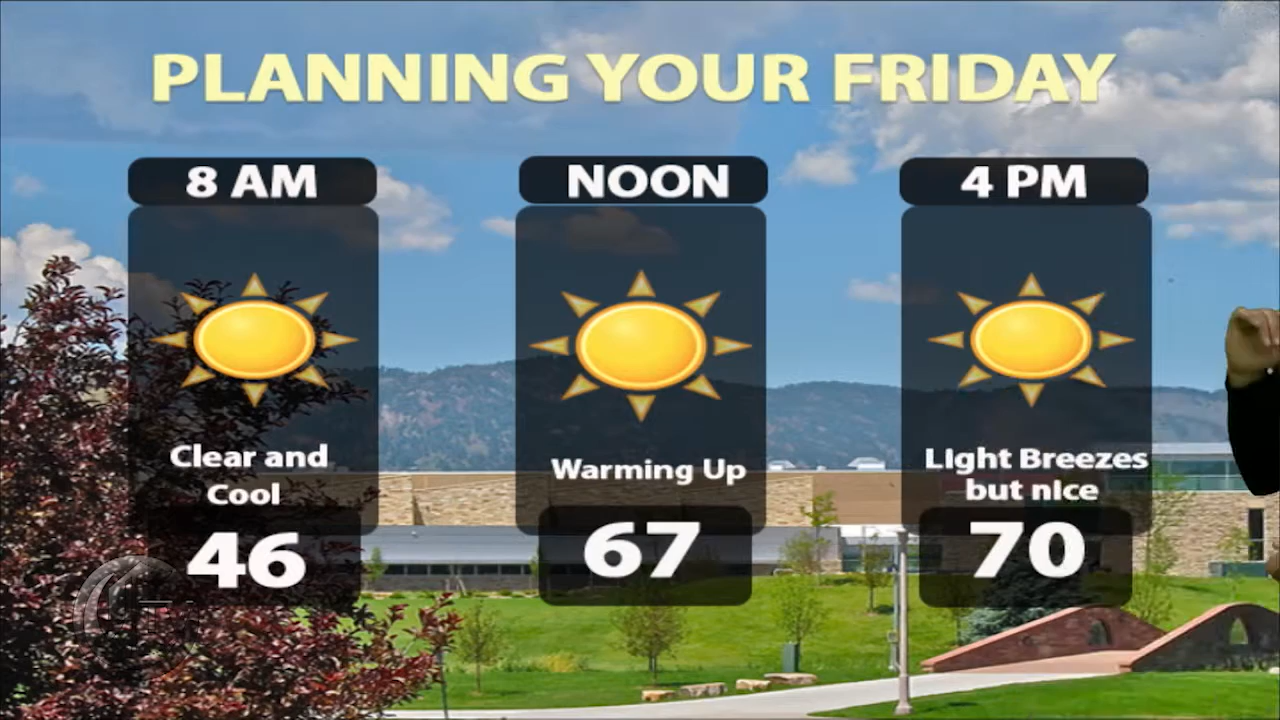 PLANNING YOUR FRIDAY
8 AM
NOON
4 PM
Clear and
Cool
46
Warming Up
67
LIght Breezes
but nIce
70